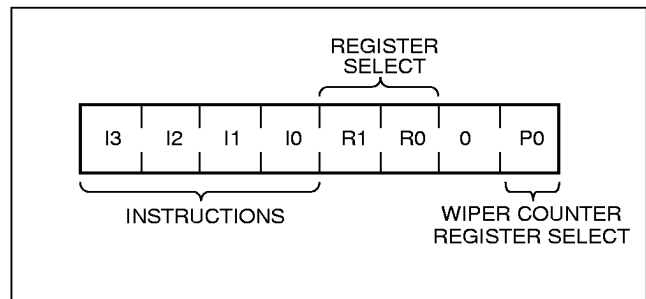 REGISTER
SELECT
I3 I2 I1 I0 R1 R0 0 P0
INSTRUCTIONS
WIPER COUNTER
REGISTER SELECT